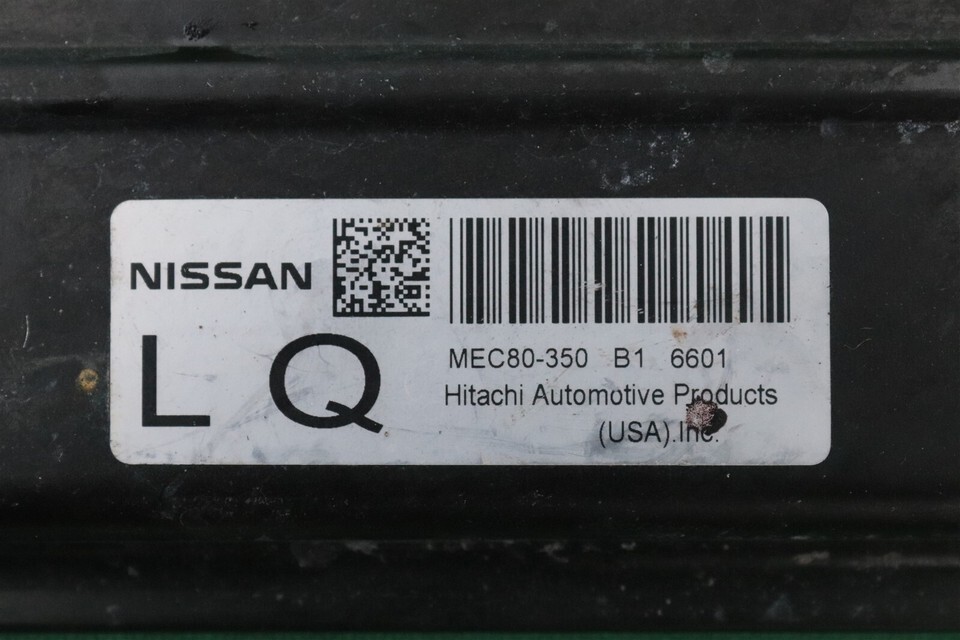 NISSAN
L Q
MEC80-350 B1 6601
Hitachi Automotive Products
(USA).Inc.